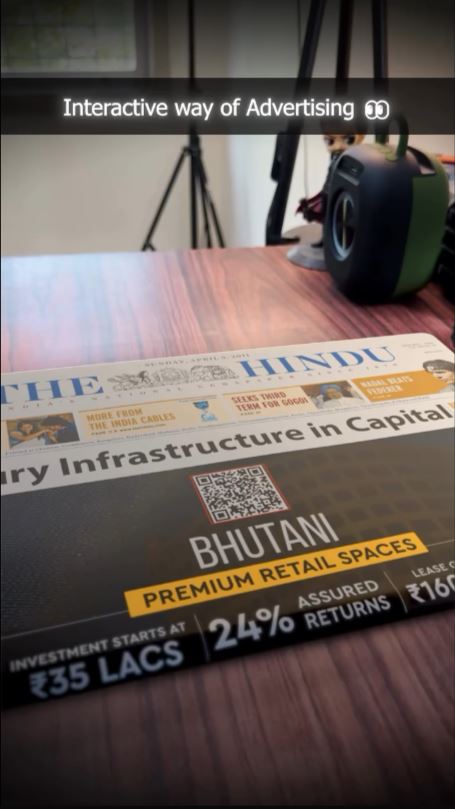 Interactive way of Advertising 👀
SUNDAY, APRIL 3, 2011
THE HINDU
MORE FROM
THE INDIA CABLES
SEEKS THIRD
TERM FOR GOGOI
NADAL BEATS
FEDERER
ury Infrastructure in Capital
BHUTANI
PREMIUM RETAIL SPACES
INVESTMENT STARTS AT
₹35 LACS
24% ASSURED
RETURNS
LEASE
₹160